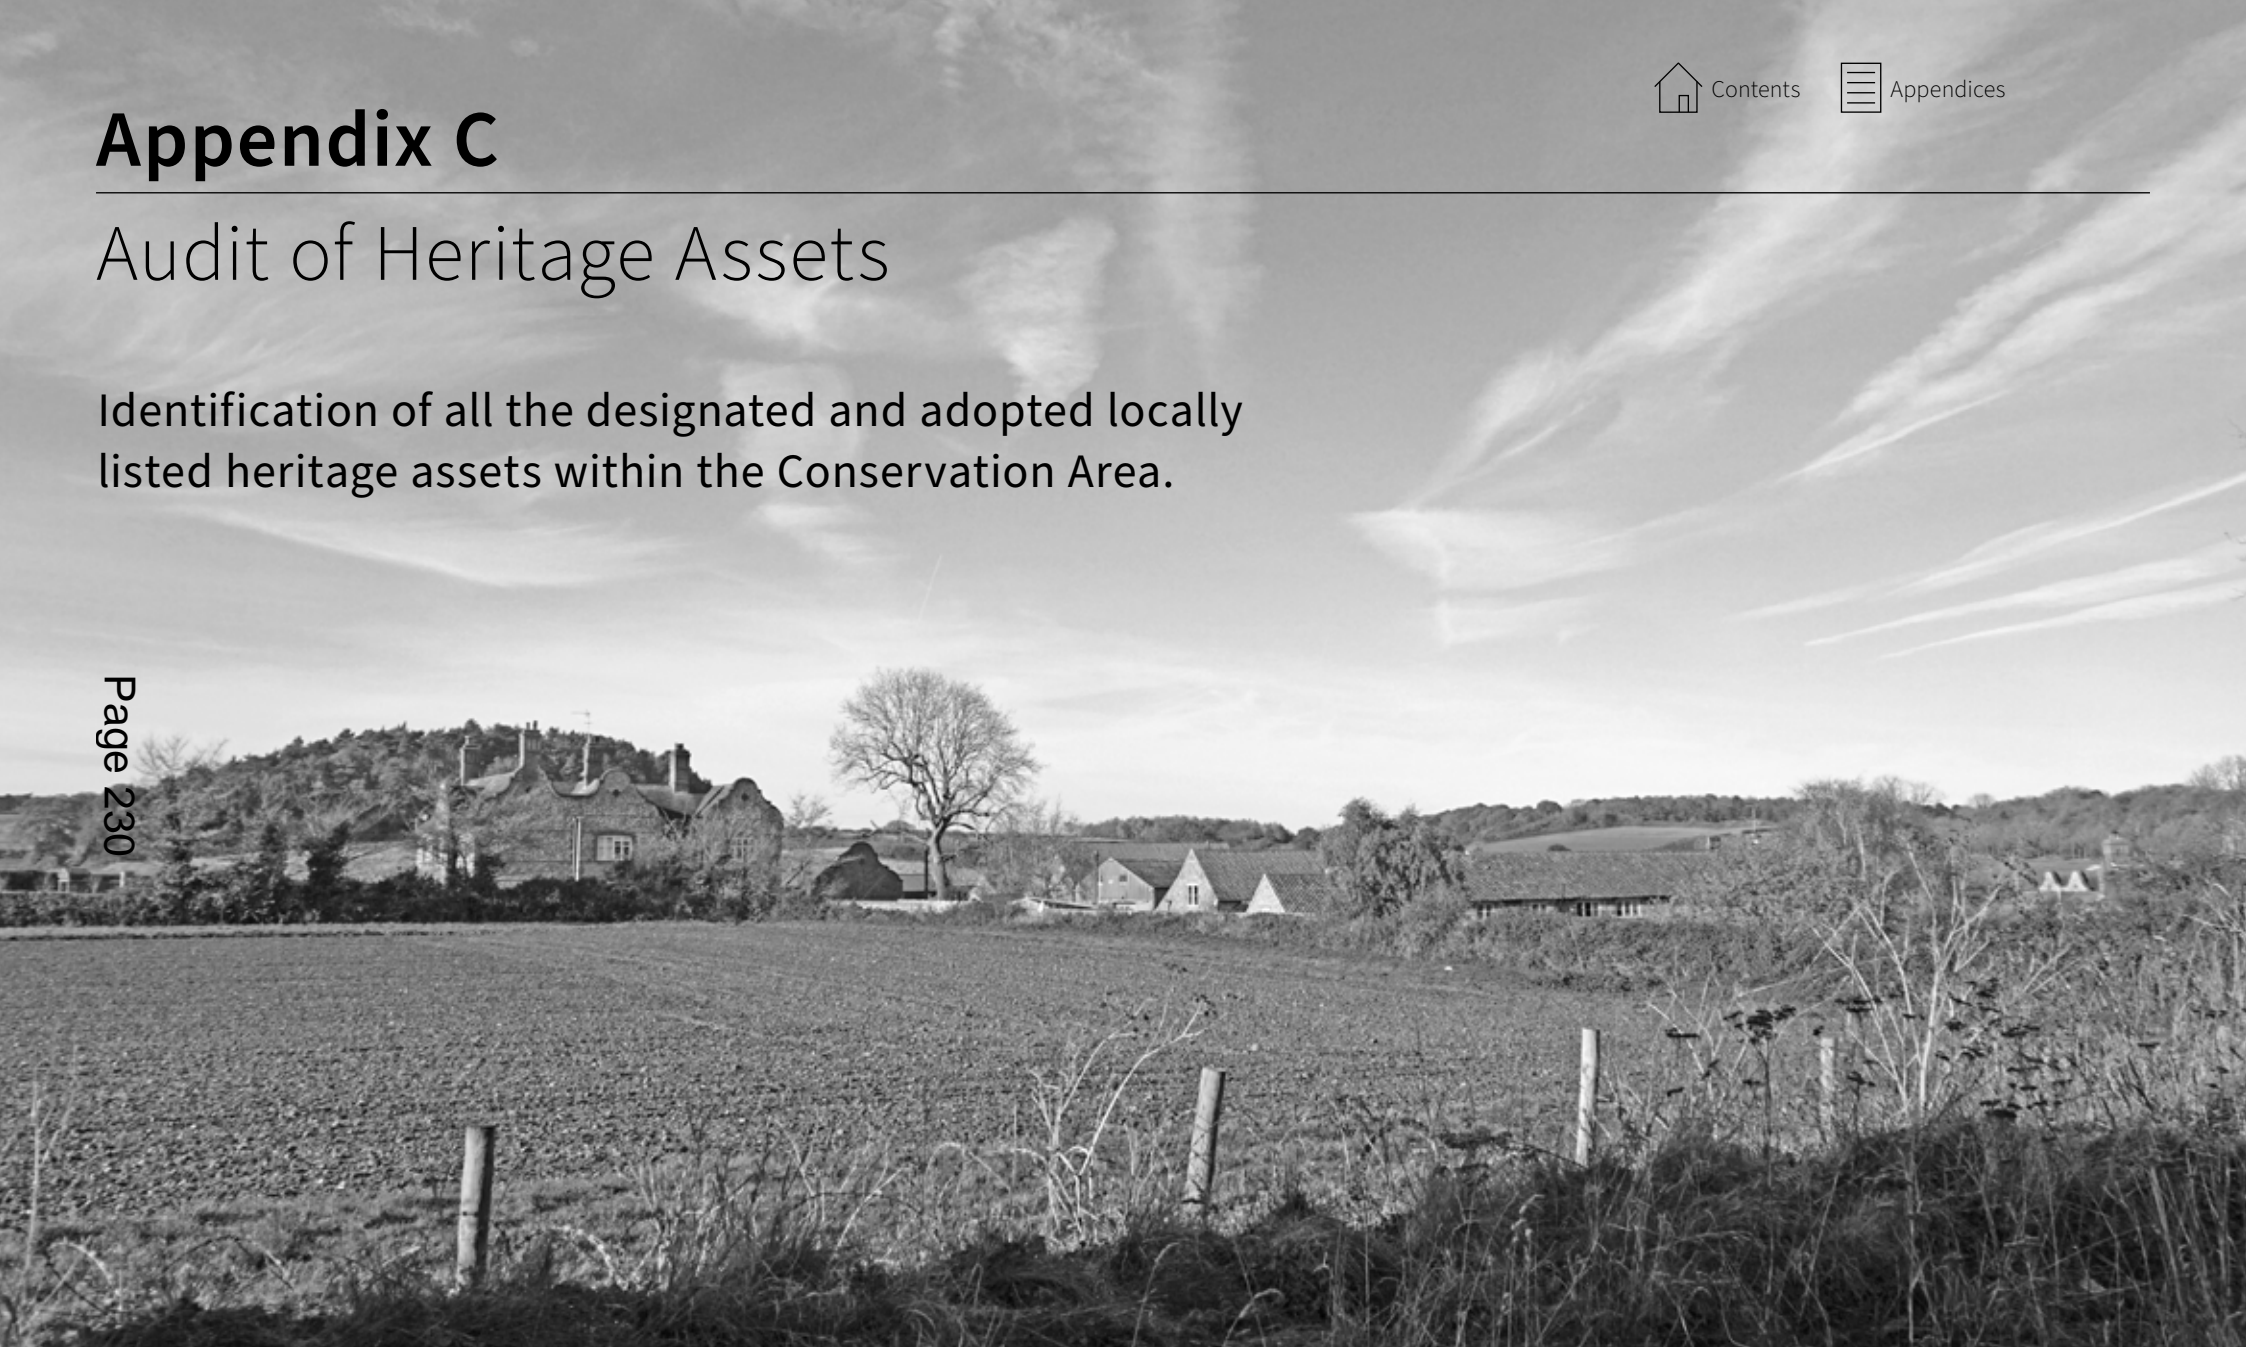 Contents
Appendices
Appendix C
Audit of Heritage Assets
Identification of all the designated and adopted locally
listed heritage assets within the Conservation Area.
Page 230